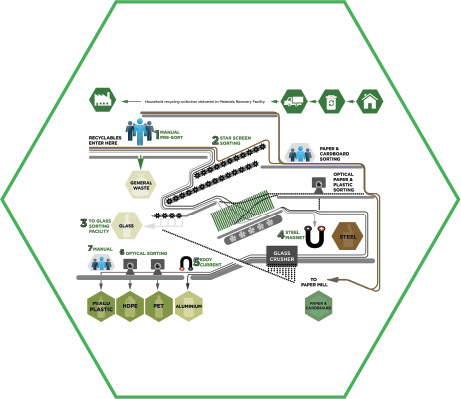 Household recycling collection delivered to Materials Recovery Facility
1 MANUAL
PRE-SORT
RECYCLABLES
ENTER HERE
2 STAR SCREEN
SORTING
PAPER &
CARDBOARD
SORTING
GENERAL
WASTE
OPTICAL
PAPER &
PLASTIC
SORTING
3 TO GLASS
SORTING
FACILITY
GLASS
4 STEEL
MAGNET
STEEL
7 MANUAL
6 OPTICAL SORTING
5 EDDY
CURRENT
GLASS
CRUSHER
TO
PAPER MILL
MIXED
PLASTIC
HDPE
PET
ALUMINIUM
PAPER &
CARDBOARD